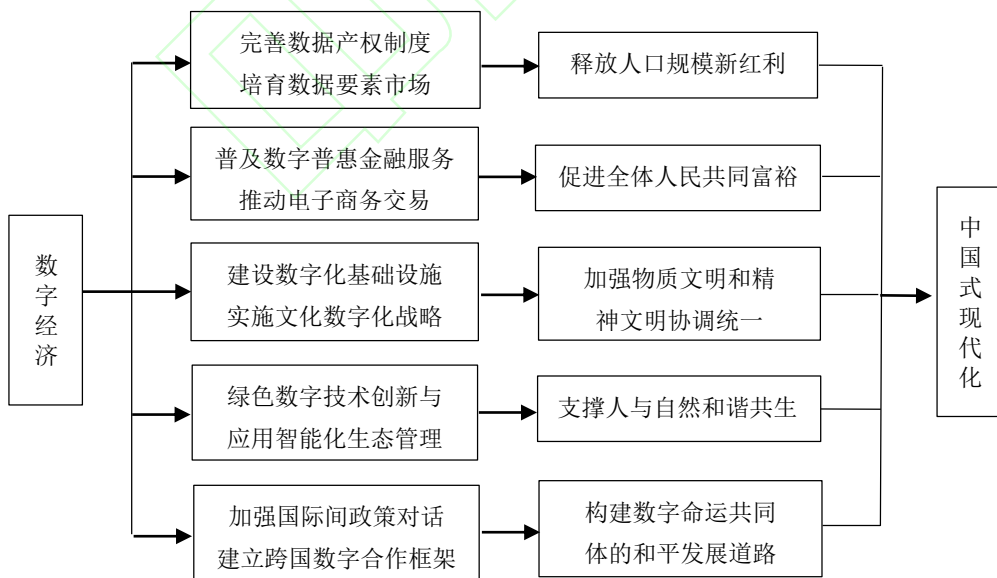 数字经济
完善数据产权制度
培育数据要素市场
释放人口规模新红利
普及数字普惠金融服务
推动电子商务交易
促进全体人民共同富裕
建设数字化基础设施
实施文化数字化战略
加强物质文明和精
神文明协调统一
绿色数字技术创新与
应用智能化生态管理
支撑人与自然和谐共生
加强国际间政策对话
建立跨国数字合作框架
构建数字命运共同
体的和平发展道路
中国式现代化